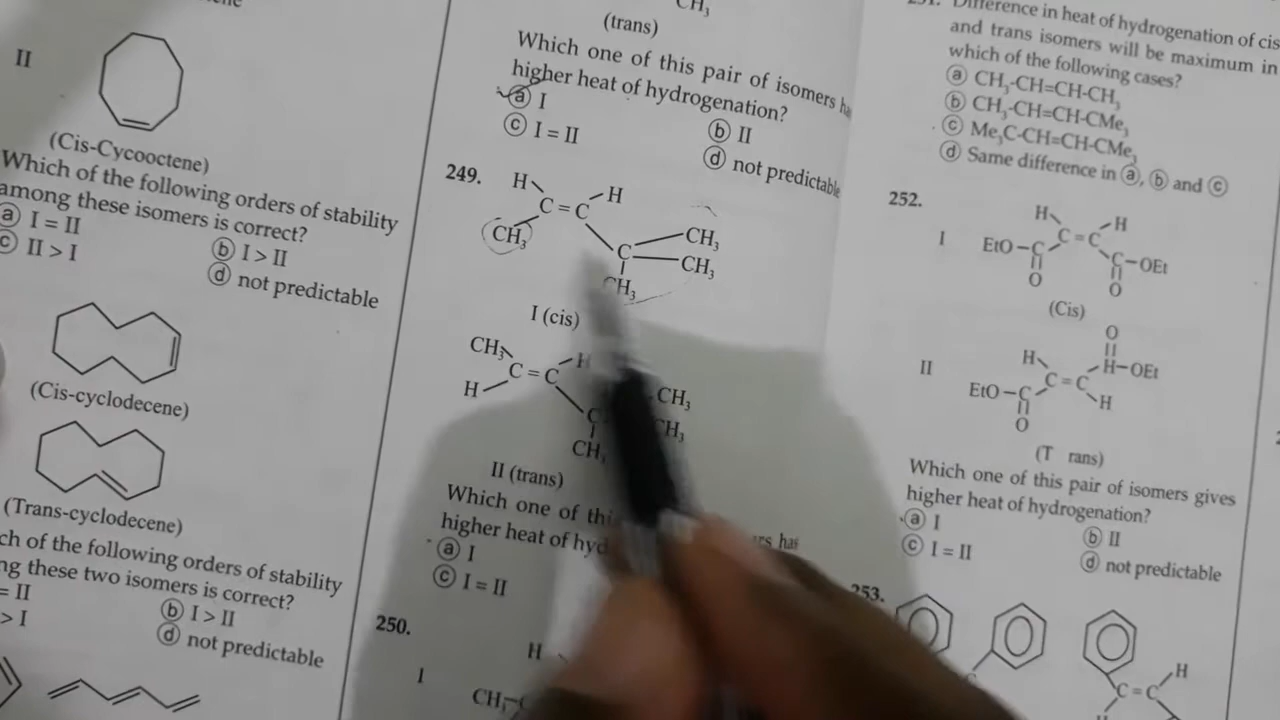 II
(Cis-Cycooctene)
Which of the following orders of stability
among these isomers is correct?
ⓐ I = II
ⓑ I > II
ⓒ II > I
ⓓ not predictable
(Cis-cyclodecene)
(Trans-cyclodecene)
of the following orders of stability
these two isomers is correct?
= II
ⓑ I > II
> I
ⓓ not predictable
CH₃
(trans)
Which one of this pair of isomers
higher heat of hydrogenation?
ⓐ I
ⓑ II
ⓒ I = II
ⓓ not predictable
249.
H
H
C = C
CH₃
C
CH₃
CH₃
CH₃
I (cis)
CH₃
H
C = C
H
C
CH₃
CH₃
CH₃
II (trans)
Which one of
higher heat of
ⓐ I
ⓒ I = II
250.
H
I
CH₃
251. Difference in heat of hydrogenation of cis
and trans isomers will be maximum in
which of the following cases?
ⓐ CH₃-CH=CH-CH₃
ⓑ CH₃-CH=CH-CMe₃
ⓒ Me₃C-CH=CH-CMe₃
ⓓ Same difference in ⓐ, ⓑ and ⓒ
252.
I
H
H
C = C
EtO–C
C–OEt
O
O
(Cis)
O
II
H
H–OEt
C = C
EtO–C
H
O
(T rans)
Which one of this pair of isomers gives
higher heat of hydrogenation?
ⓐ I
ⓑ II
ⓒ I = II
ⓓ not predictable
253.
H
C = C